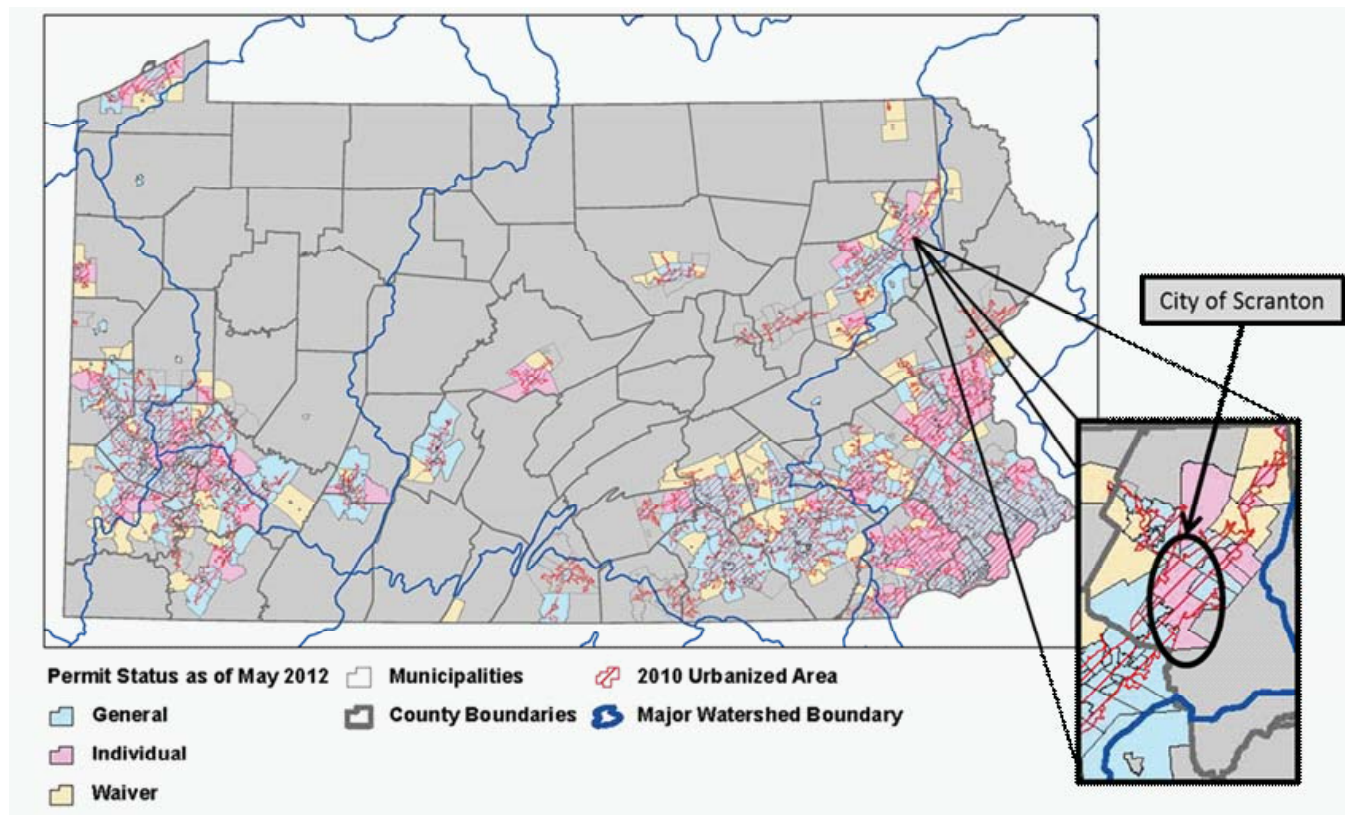 City of Scranton
Permit Status as of May 2012
Municipalities
2010 Urbanized Area
General
County Boundaries
Major Watershed Boundary
Individual
Waiver